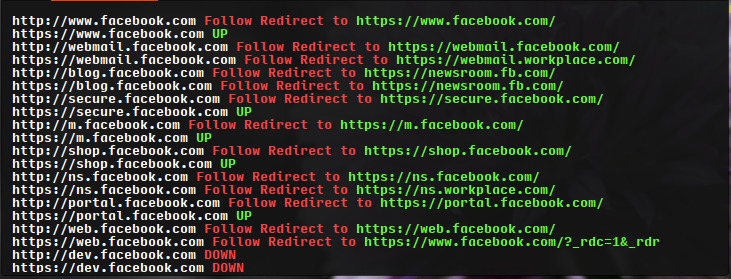 http://www.facebook.com Follow Redirect to https://www.facebook.com/
https://www.facebook.com UP
http://webmail.facebook.com Follow Redirect to https://webmail.facebook.com/
https://webmail.facebook.com Follow Redirect to https://webmail.workplace.com/
http://blog.facebook.com Follow Redirect to https://newsroom.fb.com/
https://blog.facebook.com Follow Redirect to https://newsroom.fb.com/
http://secure.facebook.com Follow Redirect to https://secure.facebook.com/
https://secure.facebook.com UP
http://m.facebook.com Follow Redirect to https://m.facebook.com/
https://m.facebook.com UP
http://shop.facebook.com Follow Redirect to https://shop.facebook.com/
https://shop.facebook.com UP
http://ns.facebook.com Follow Redirect to https://ns.facebook.com/
https://ns.facebook.com Follow Redirect to https://ns.workplace.com/
http://portal.facebook.com Follow Redirect to https://portal.facebook.com/
https://portal.facebook.com UP
http://web.facebook.com Follow Redirect to https://web.facebook.com/
https://web.facebook.com Follow Redirect to https://www.facebook.com/?_rdc=1&_rdr
http://dev.facebook.com DOWN
https://dev.facebook.com DOWN